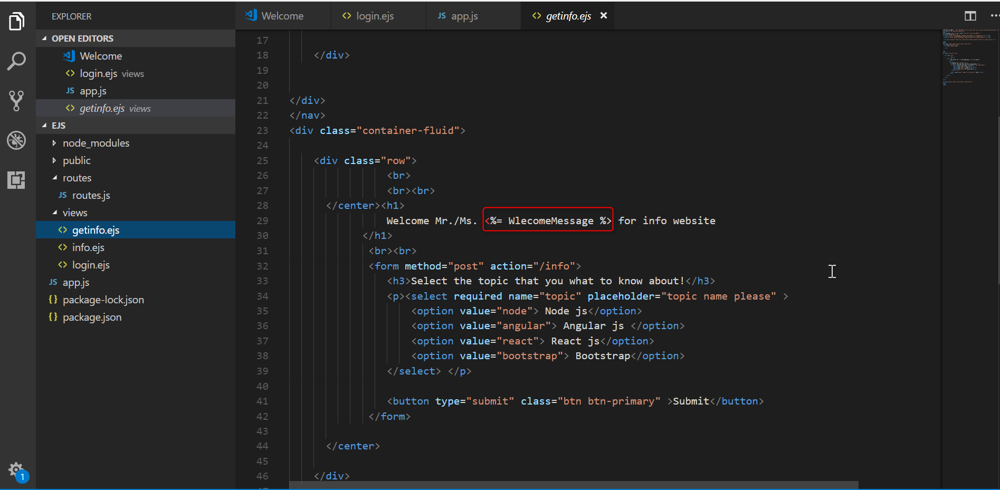 EXPLORER
OPEN EDITORS
Welcome
login.ejs views
JS app.js
getinfo.ejs views
EJS
node_modules
public
routes
JS routes.js
views
getinfo.ejs
info.ejs
login.ejs
JS app.js
{} package-lock.json
{} package.json
1
Welcome
login.ejs
JS app.js
getinfo.ejs
17
18 </div>
19
20
21 </div>
22 </nav>
23 <div class="container-fluid">
24
25 <div class="row">
26 <br>
27 <br><br>
28 </center><h1>
29 Welcome Mr./Ms. <%= WlecomeMessage %> for info website
30 </h1>
31 <br><br>
32 <form method="post" action="/info">
33 <h3>Select the topic that you what to know about!</h3>
34 <p><select required name="topic" placeholder="topic name please" >
35 <option value="node"> Node js</option>
36 <option value="angular"> Angular js </option>
37 <option value="react"> React js</option>
38 <option value="bootstrap"> Bootstrap</option>
39 </select> </p>
40
41 <button type="submit" class="btn btn-primary" >Submit</button>
42 </form>
43
44 </center>
45
46 </div>